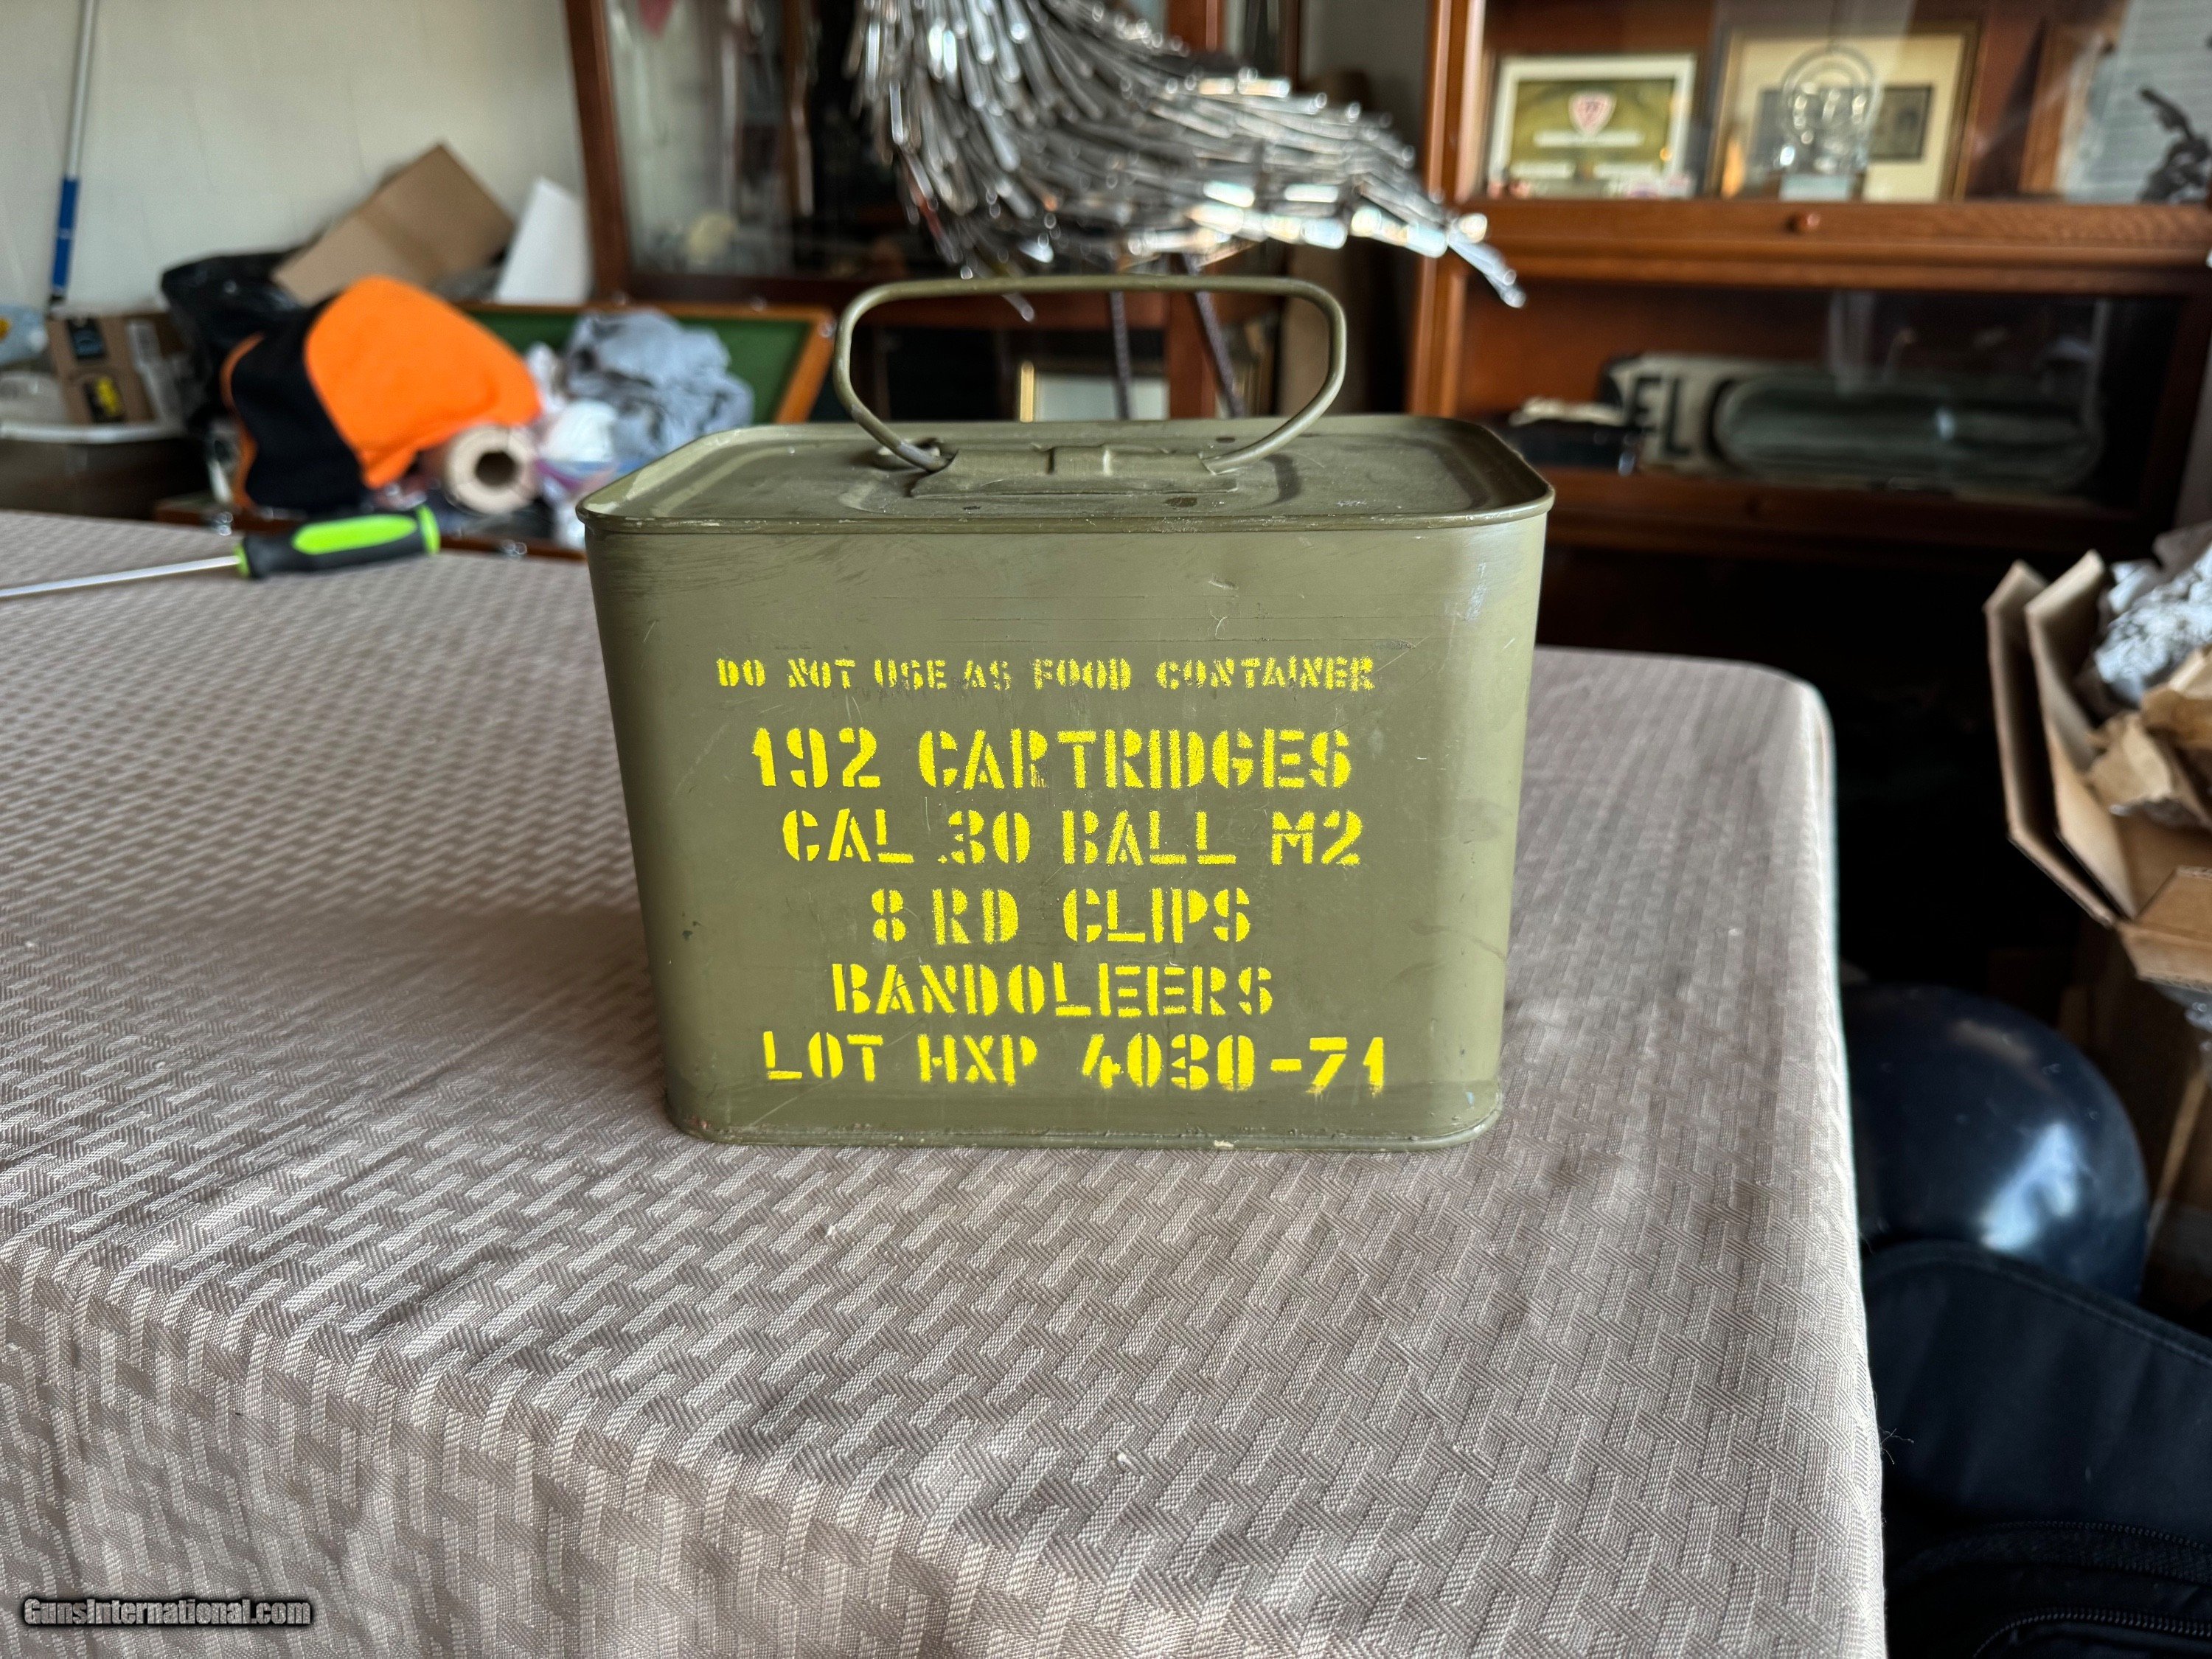 DO NOT USE AS FOOD CONTAINER
192 CARTRIDGES
CAL .30 BALL M2
8 RD CLIPS
BANDOLEERS
LOT HXP 4030-71
EL
GunsInternational.com